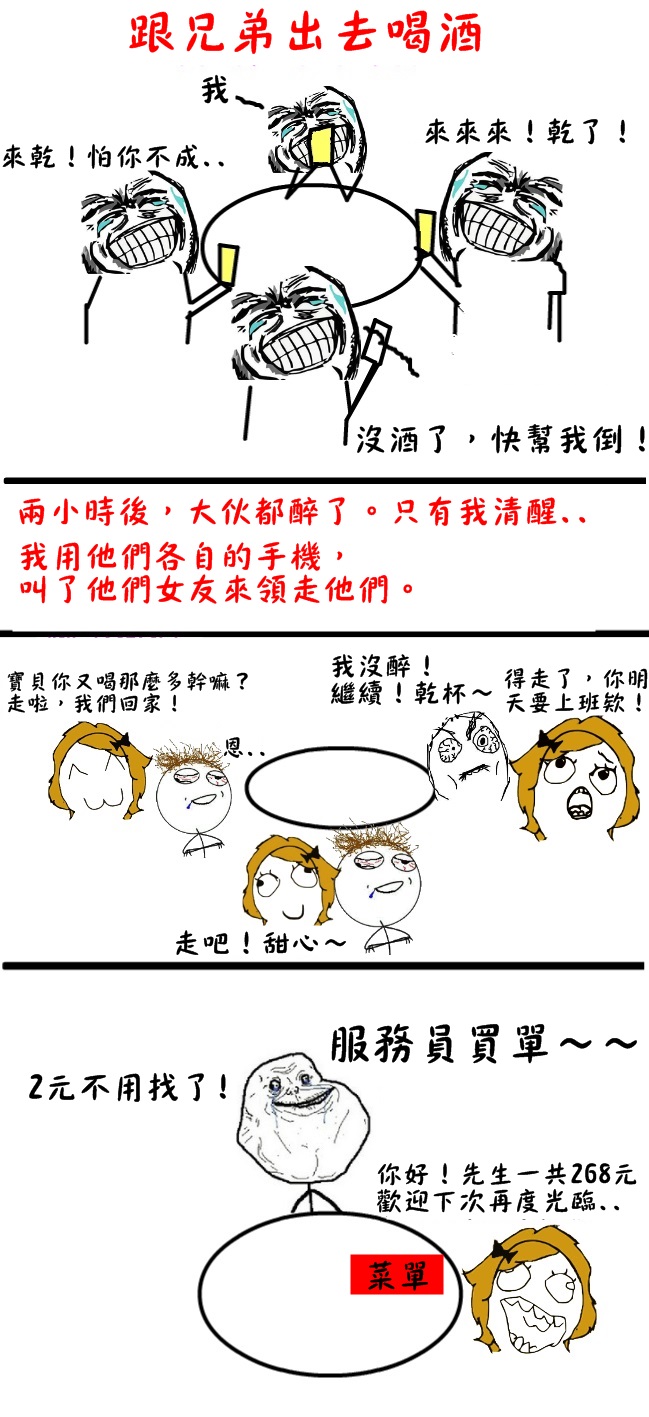 跟兄弟出去喝酒
我
來乾！怕你不成..
來來來！乾了！
沒酒了，快幫我倒！
兩小時後，大伙都醉了。只有我清醒..
我用他們各自的手機，
叫了他們女友來領走他們。
寶貝你又喝那麼多幹嘛？
走啦，我們回家！
恩..
我沒醉！
繼續！乾杯～
得走了，你明
天要上班欸！
走吧！甜心～
服務員買單～～
2元不用找了！
你好！先生一共268元
歡迎下次再度光臨..
菜單